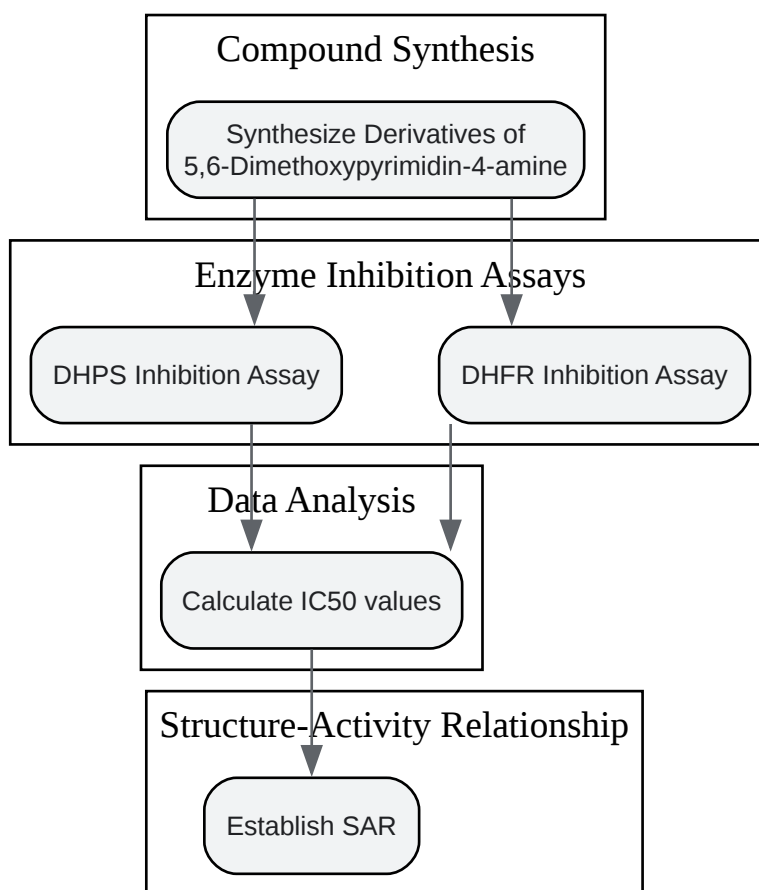 Compound Synthesis
Synthesize Derivatives of
5,6-Dimethoxypyrimidin-4-amine
Enzyme Inhibition Assays
DHPS Inhibition Assay
DHFR Inhibition Assay
Data Analysis
Calculate IC50 values
Structure-Activity Relationship
Establish SAR